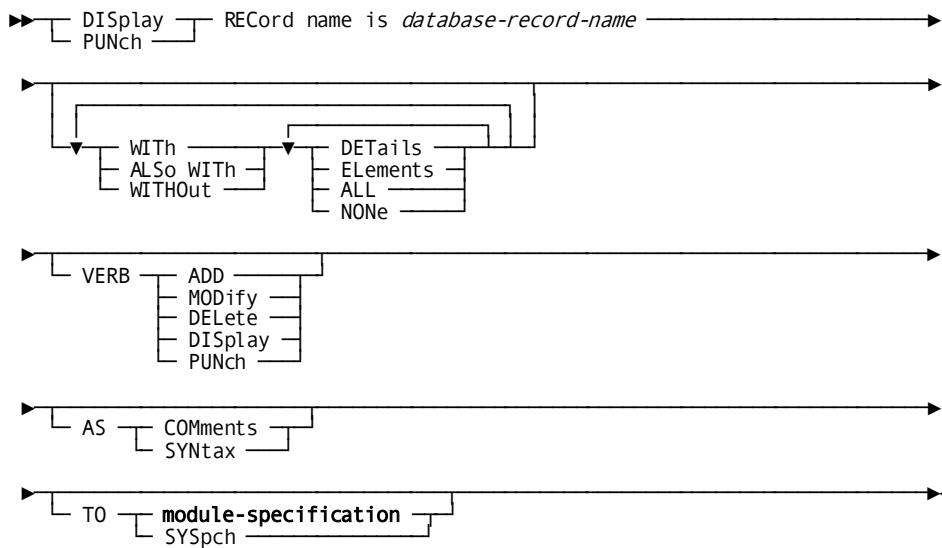 DISplay RECord name is database-record-name
PUNch
WITh DETails
ALSo WITh ELements
WITHOut ALL
NONe
VERB ADD
MODify
DELete
DISplay
PUNch
AS COMments
SYNtax
TO module-specification
SYSpch